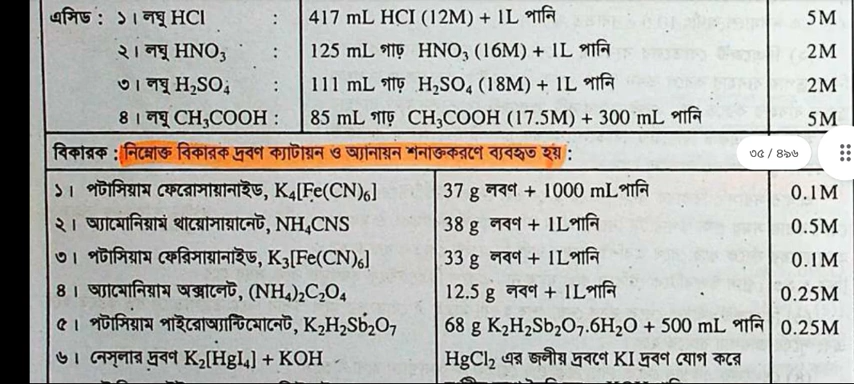 এসিড : ১। লঘু HCl : 417 mL HCl (12M) + 1L পানি 5M
২। লঘু HNO₃ : 125 mL গাঢ় HNO₃ (16M) + 1L পানি 2M
৩। লঘু H₂SO₄ : 111 mL গাঢ় H₂SO₄ (18M) + 1L পানি 2M
৪। লঘু CH₃COOH : 85 mL গাঢ় CH₃COOH (17.5M) + 300 mL পানি 5M
বিকারক : নিম্নোক্ত বিকারক দ্রবণ ক্যাটায়ন ও অ্যানায়ন শনাক্তকরণে ব্যবহৃত হয় :
৩৫ / ৪৯৬
১। পটাসিয়াম ফেরোসায়ানাইড, K₄[Fe(CN)₆] 37 g লবণ + 1000 mL পানি 0.1M
২। অ্যামোনিয়াম থায়োসায়ানেট, NH₄CNS 38 g লবণ + 1L পানি 0.5M
৩। পটাসিয়াম ফেরিসায়ানাইড, K₃[Fe(CN)₆] 33 g লবণ + 1L পানি 0.1M
৪। অ্যামোনিয়াম অক্সালেট, (NH₄)₂C₂O₄ 12.5 g লবণ + 1L পানি 0.25M
৫। পটাসিয়াম পাইরোঅ্যান্টিমোনেট, K₂H₂Sb₂O₇ 68 g K₂H₂Sb₂O₇.6H₂O + 500 mL পানি 0.25M
৬। নেসলার দ্রবণ K₂[HgI₄] + KOH HgCl₂ এর জলীয় দ্রবণে KI দ্রবণ যোগ করে